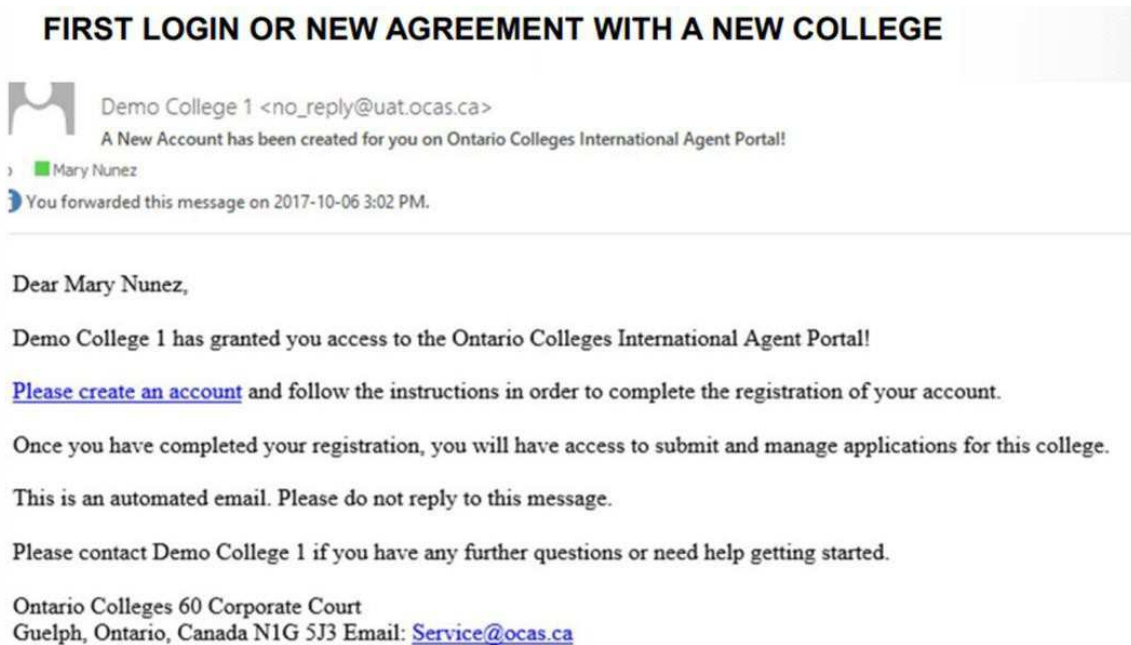 FIRST LOGIN OR NEW AGREEMENT WITH A NEW COLLEGE
Demo College 1 <no_reply@uat.ocas.ca>
A New Account has been created for you on Ontario Colleges International Agent Portal!
Mary Nunez
You forwarded this message on 2017-10-06 3:02 PM.
Dear Mary Nunez,
Demo College 1 has granted you access to the Ontario Colleges International Agent Portal!
Please create an account and follow the instructions in order to complete the registration of your account.
Once you have completed your registration, you will have access to submit and manage applications for this college.
This is an automated email. Please do not reply to this message.
Please contact Demo College 1 if you have any further questions or need help getting started.
Ontario Colleges 60 Corporate Court
Guelph, Ontario, Canada N1G 5J3 Email: Service@ocas.ca